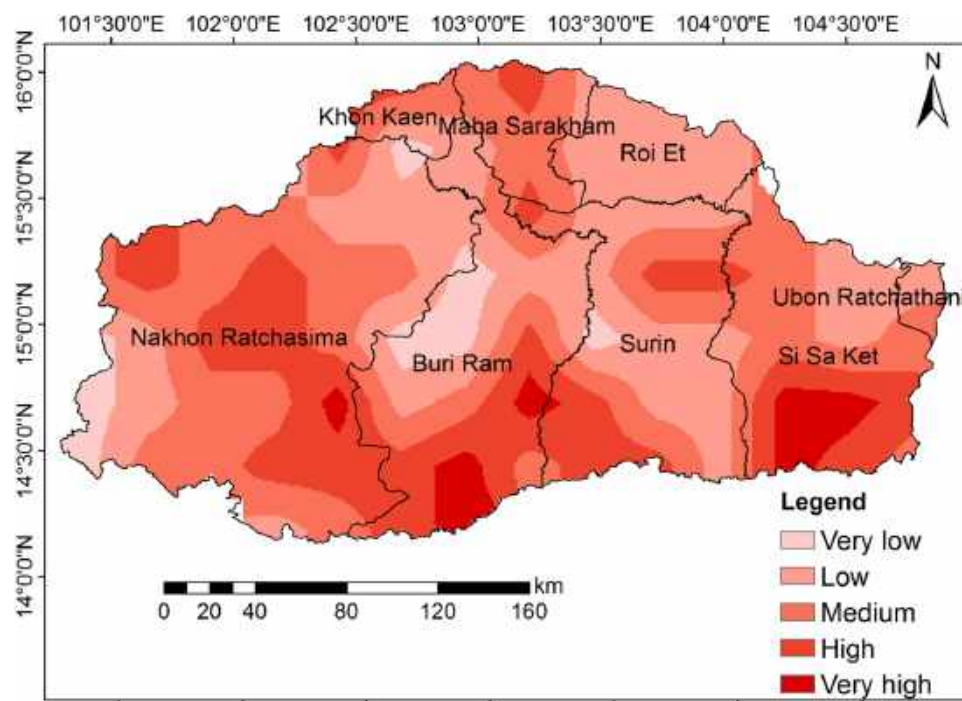 101°30'0"E 102°0'0"E 102°30'0"E 103°0'0"E 103°30'0"E 104°0'0"E 104°30'0"E
16°0'0"N
N
Khon Kaen
Maha Sarakham
Roi Et
15°30'0"N
Ubon Ratchathani
15°0'0"N
Nakhon Ratchasima
Surin
Si Sa Ket
Buri Ram
14°30'0"N
Legend
Very low
Low
Medium
High
Very high
14°0'0"N
km
0 20 40 80 120 160